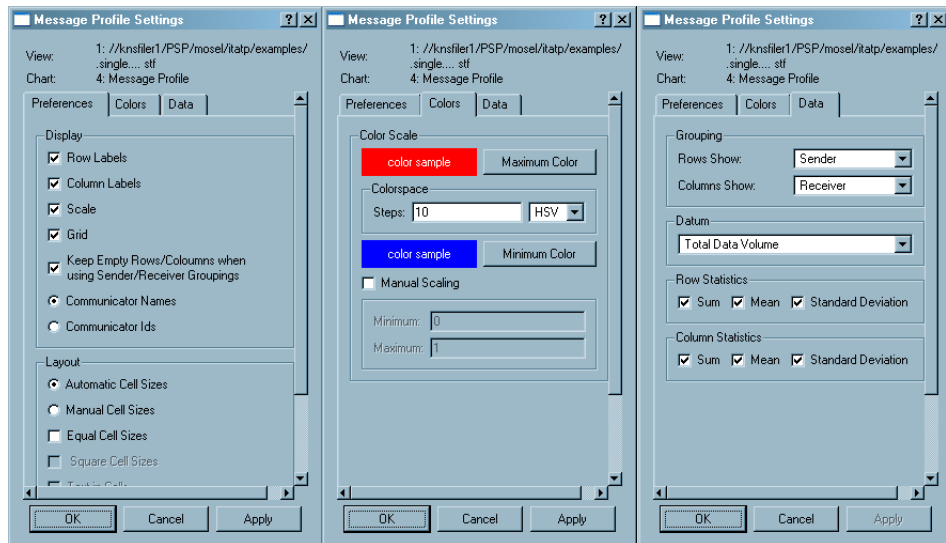 Message Profile Settings
View: 1: //knsfiler1/PSP/mosel/itatp/examples/
.single.... stf
Chart: 4: Message Profile
Preferences Colors Data
Display
Row Labels
Column Labels
Scale
Grid
Keep Empty Rows/Coloumns when
using Sender/Receiver Groupings
Communicator Names
Communicator Ids
Layout
Automatic Cell Sizes
Manual Cell Sizes
Equal Cell Sizes
Square Cell Sizes
Text in Cells
OK Cancel Apply
Message Profile Settings
View: 1: //knsfiler1/PSP/mosel/itatp/examples/
.single.... stf
Chart: 4: Message Profile
Preferences Colors Data
Color Scale
color sample Maximum Color
Colorspace
Steps: 10 HSV
color sample Minimum Color
Manual Scaling
Minimum: 0
Maximum: 1
OK Cancel Apply
Message Profile Settings
View: 1: //knsfiler1/PSP/mosel/itatp/examples/
.single.... stf
Chart: 4: Message Profile
Preferences Colors Data
Grouping
Rows Show: Sender
Columns Show: Receiver
Datum
Total Data Volume
Row Statistics
Sum Mean Standard Deviation
Column Statistics
Sum Mean Standard Deviation
OK Cancel Apply